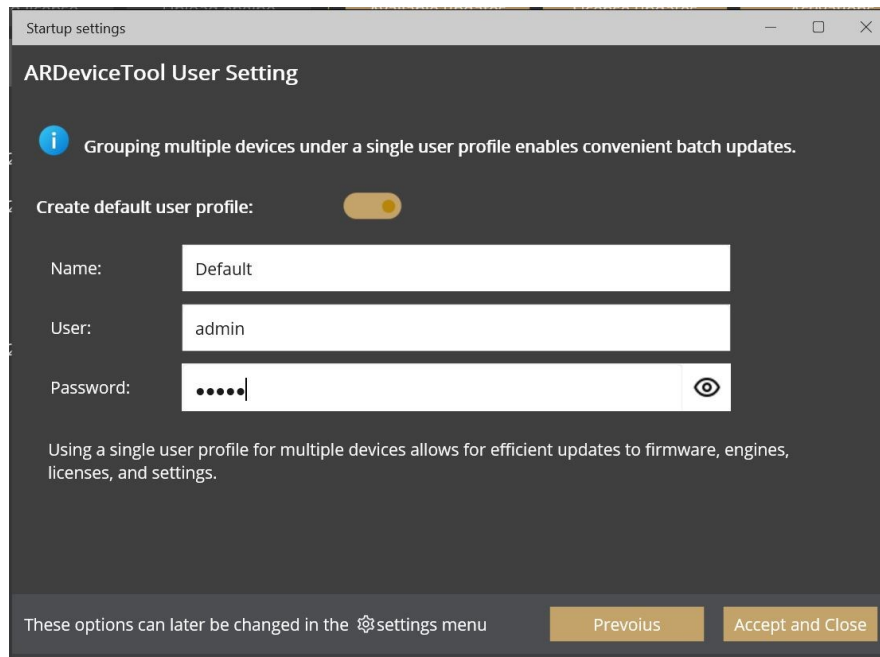 Startup settings
ARDeviceTool User Setting
Grouping multiple devices under a single user profile enables convenient batch updates.
Create default user profile:
Name: Default
User: admin
Password: •••••
Using a single user profile for multiple devices allows for efficient updates to firmware, engines,
licenses, and settings.
These options can later be changed in the settings menu
Prevoius
Accept and Close